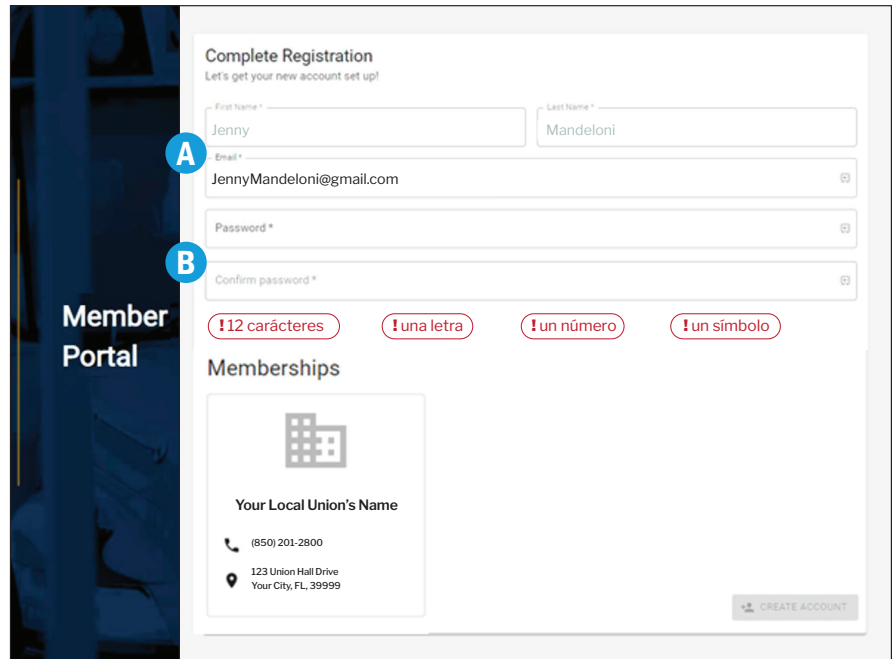 Complete Registration
Let's get your new account set up!
First Name * Last Name *
Jenny Mandeloni
A
Email *
JennyMandeloni@gmail.com
Password *
B
Confirm password *
Member
Portal
!12 carácteres !una letra !un número !un símbolo
Memberships
Your Local Union's Name
(850) 201-2800
123 Union Hall Drive
Your City, FL, 39999
CREATE ACCOUNT